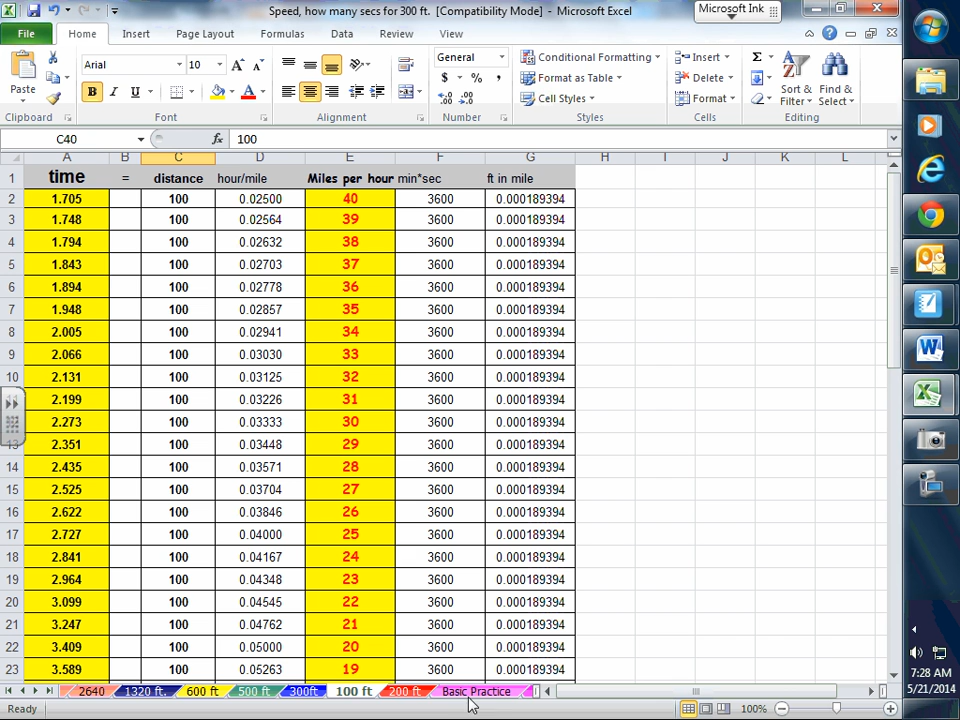 Speed, how many secs for 300 ft. [Compatibility Mode] - Microsoft Excel
Microsoft Ink
File Home Insert Page Layout Formulas Data Review View
Paste
Arial 10
General
B I U
$ % ,
Conditional Formatting
Format as Table
Cell Styles
Insert
Delete
Format
Sort & Filter
Find & Select
Clipboard Font Alignment Number Styles Cells Editing
C40 fx 100
A B C D E F G H I J K L
1 time = distance hour/mile Miles per hour min*sec ft in mile
2 1.705 100 0.02500 40 3600 0.000189394
3 1.748 100 0.02564 39 3600 0.000189394
4 1.794 100 0.02632 38 3600 0.000189394
5 1.843 100 0.02703 37 3600 0.000189394
6 1.894 100 0.02778 36 3600 0.000189394
7 1.948 100 0.02857 35 3600 0.000189394
8 2.005 100 0.02941 34 3600 0.000189394
9 2.066 100 0.03030 33 3600 0.000189394
10 2.131 100 0.03125 32 3600 0.000189394
2.199 100 0.03226 31 3600 0.000189394
2.273 100 0.03333 30 3600 0.000189394
13 2.351 100 0.03448 29 3600 0.000189394
14 2.435 100 0.03571 28 3600 0.000189394
15 2.525 100 0.03704 27 3600 0.000189394
16 2.622 100 0.03846 26 3600 0.000189394
17 2.727 100 0.04000 25 3600 0.000189394
18 2.841 100 0.04167 24 3600 0.000189394
19 2.964 100 0.04348 23 3600 0.000189394
20 3.099 100 0.04545 22 3600 0.000189394
21 3.247 100 0.04762 21 3600 0.000189394
22 3.409 100 0.05000 20 3600 0.000189394
23 3.589 100 0.05263 19 3600 0.000189394
2640 1320 ft. 600 ft 500 ft 300ft 100 ft 200 ft Basic Practice
Ready 100%
7:28 AM
5/21/2014